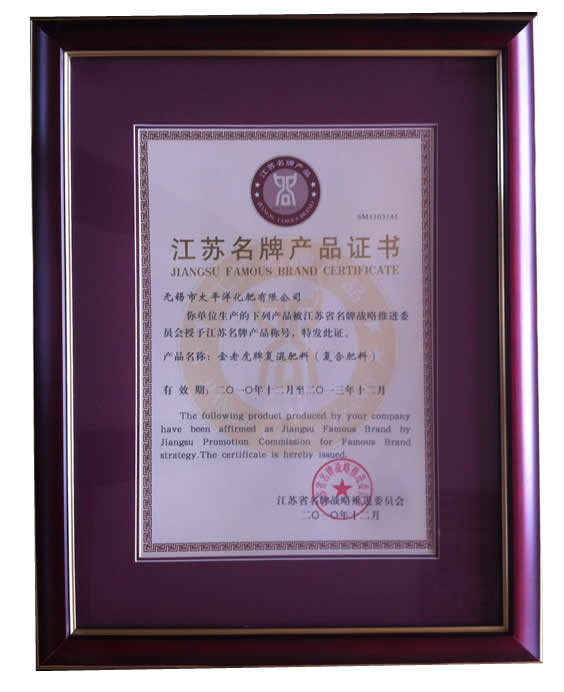 江苏名牌产品
JIANGSU FAMOUS BRAND
SM1103141
江苏名牌产品证书
JIANGSU FAMOUS BRAND CERTIFICATE
无锡市太平洋化肥有限公司
你单位生产的下列产品被江苏省名牌战略推进委
员会授予江苏名牌产品称号，特发此证。
产品名称：金老虎牌复混肥料（复合肥料）
有 效 期：二〇一〇年十二月至二〇一三年十二月
The following product produced by your company
have been affirmed as Jiangsu Famous Brand by
Jiangsu Promotion Commission for Famous Brand
strategy.The certificate is hereby issued.
江苏省名牌战略推进委员会
二〇一〇年十二月